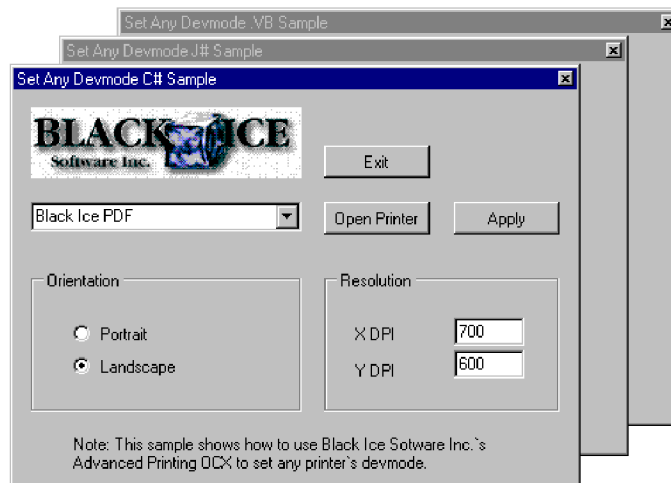 Set Any Devmode .VB Sample
Set Any Devmode J# Sample
Set Any Devmode C# Sample
BLACK ICE
Software Inc.
Exit
Black Ice PDF
Open Printer
Apply
Orientation
Portrait
Landscape
Resolution
X DPI
700
Y DPI
600
Note: This sample shows how to use Black Ice Sotware Inc.`s
Advanced Printing OCX to set any printer`s devmode.